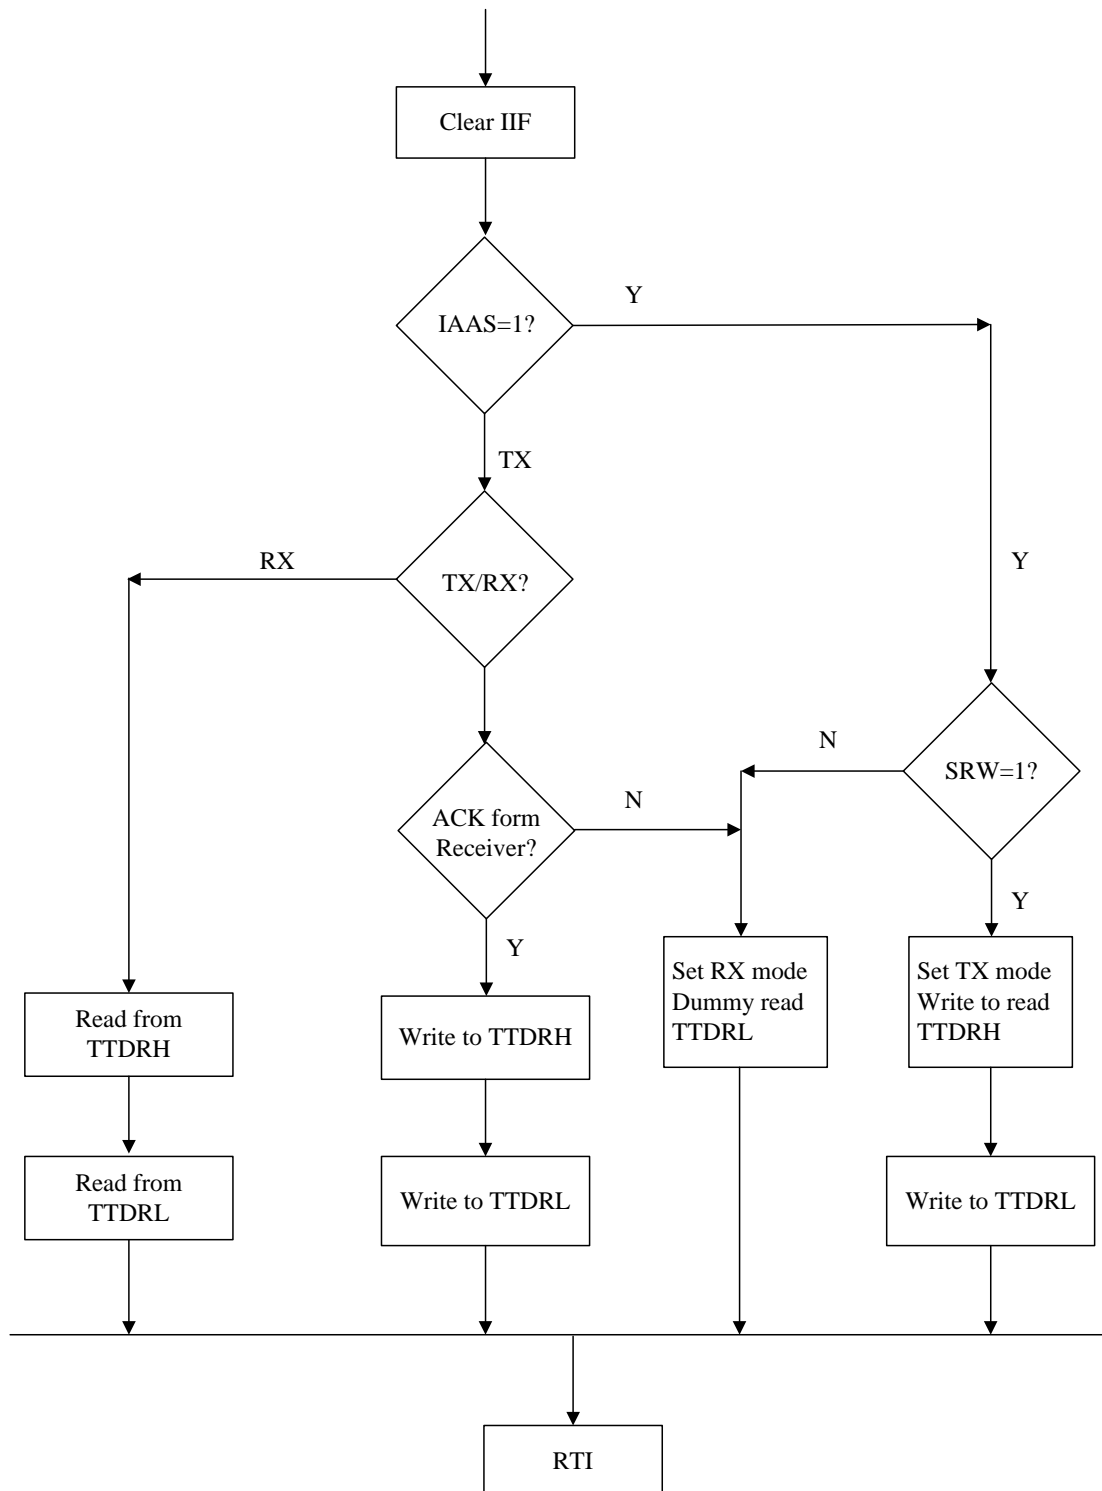 Clear IIF
Y
IAAS=1?
TX
RX
TX/RX?
Y
N
SRW=1?
N
ACK form
Receiver?
Y
Y
Set RX mode
Dummy read
TTDRL
Set TX mode
Write to read
TTDRH
Read from
TTDRH
Write to TTDRH
Read from
TTDRL
Write to TTDRL
Write to TTDRL
RTI